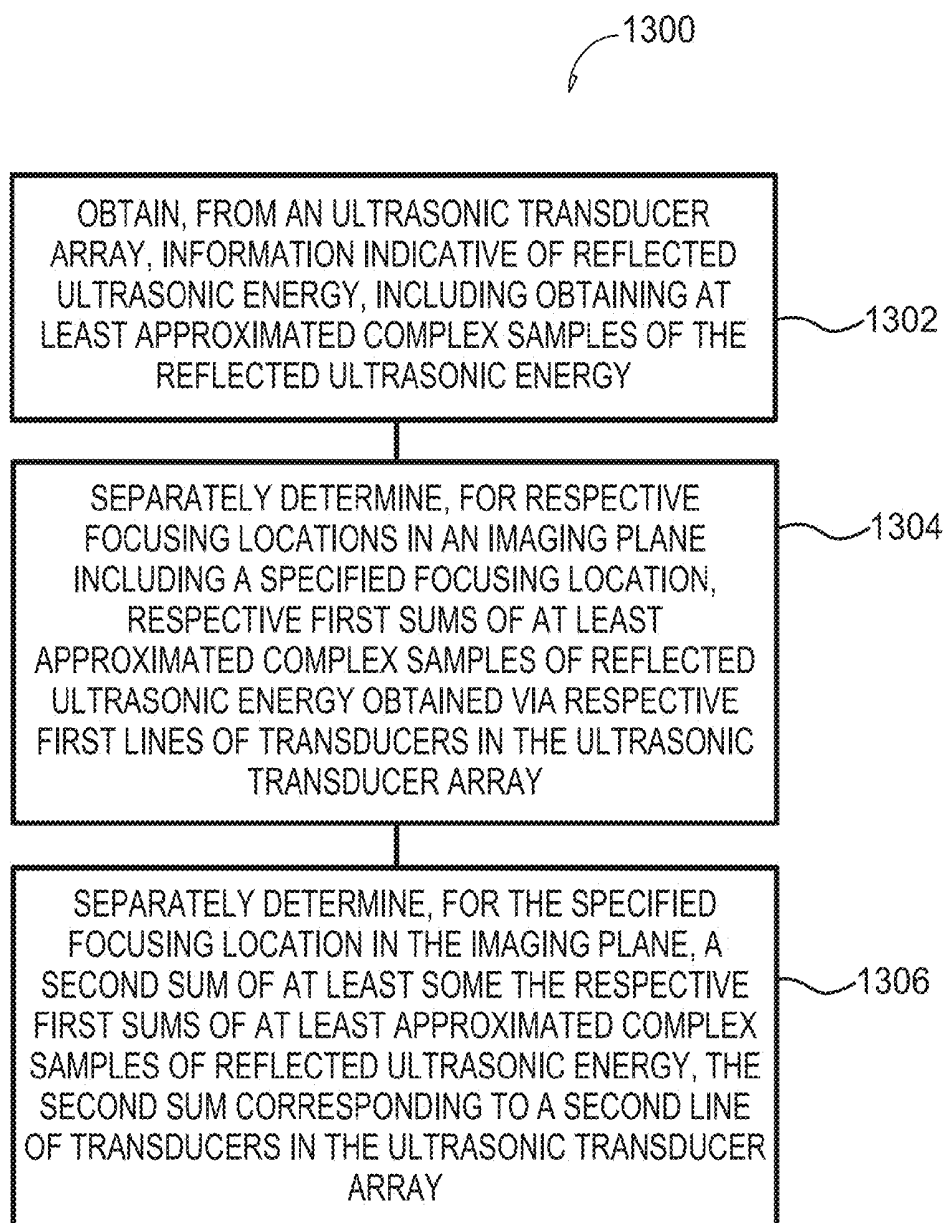 1300
OBTAIN, FROM AN ULTRASONIC TRANSDUCER
ARRAY, INFORMATION INDICATIVE OF REFLECTED
ULTRASONIC ENERGY, INCLUDING OBTAINING AT
LEAST APPROXIMATED COMPLEX SAMPLES OF THE
REFLECTED ULTRASONIC ENERGY
1302
SEPARATELY DETERMINE, FOR RESPECTIVE
FOCUSING LOCATIONS IN AN IMAGING PLANE
INCLUDING A SPECIFIED FOCUSING LOCATION,
RESPECTIVE FIRST SUMS OF AT LEAST
APPROXIMATED COMPLEX SAMPLES OF REFLECTED
ULTRASONIC ENERGY OBTAINED VIA RESPECTIVE
FIRST LINES OF TRANSDUCERS IN THE ULTRASONIC
TRANSDUCER ARRAY
1304
SEPARATELY DETERMINE, FOR THE SPECIFIED
FOCUSING LOCATION IN THE IMAGING PLANE, A
SECOND SUM OF AT LEAST SOME THE RESPECTIVE
FIRST SUMS OF AT LEAST APPROXIMATED COMPLEX
SAMPLES OF REFLECTED ULTRASONIC ENERGY, THE
SECOND SUM CORRESPONDING TO A SECOND LINE
OF TRANSDUCERS IN THE ULTRASONIC TRANSDUCER
ARRAY
1306